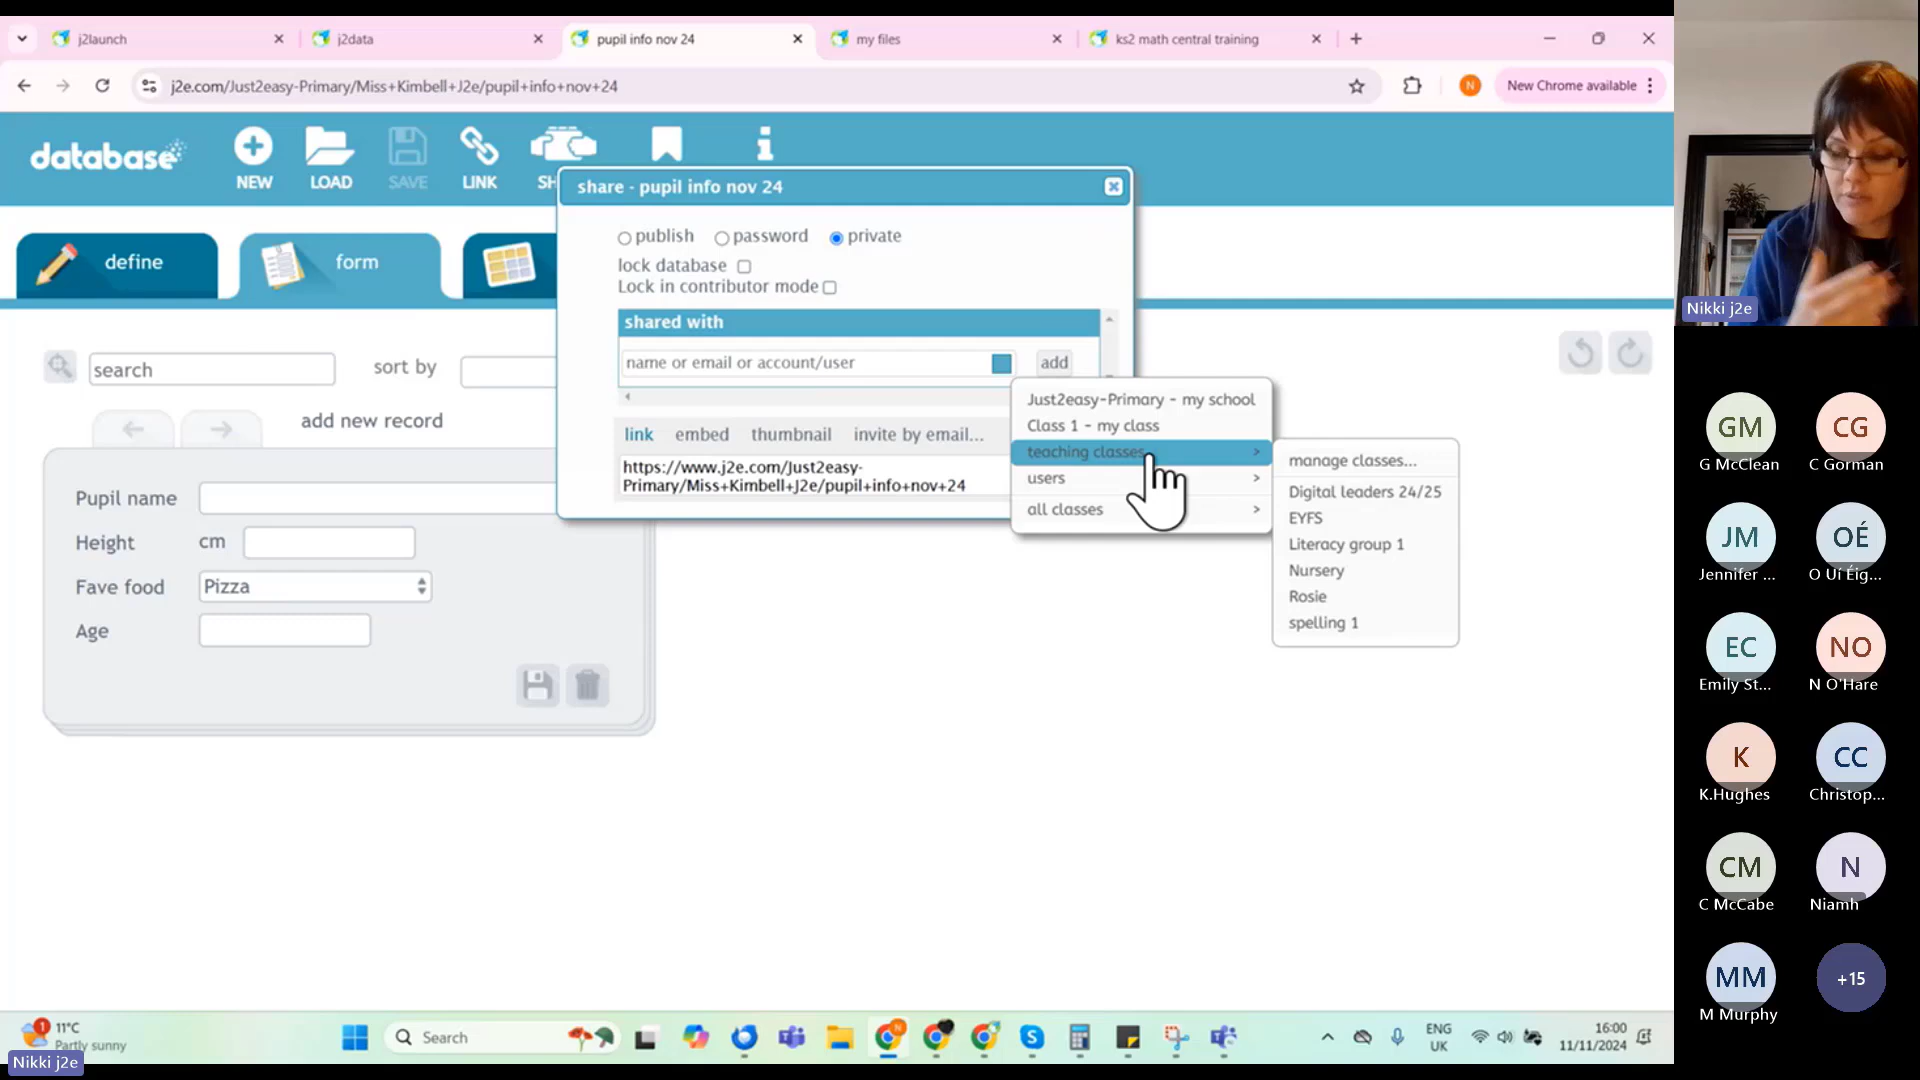 j2launch
j2data
pupil info nov 24
my files
ks2 math central training
j2e.com/Just2easy-Primary/Miss+Kimbell+J2e/pupil+info+nov+24
N
New Chrome available
database
NEW
LOAD
SAVE
LINK
SH
share - pupil info nov 24
publish
password
private
lock database
Lock in contributor mode
shared with
name or email or account/user
add
link
embed
thumbnail
invite by email...
https://www.j2e.com/Just2easy-
Primary/Miss+Kimbell+J2e/pupil+info+nov+24
Just2easy-Primary - my school
Class 1 - my class
teaching classes
users
all classes
manage classes...
Digital leaders 24/25
EYFS
Literacy group 1
Nursery
Rosie
spelling 1
define
form
search
sort by
add new record
Pupil name
Height
cm
Fave food
Pizza
Age
Nikki j2e
GM
G McClean
CG
C Gorman
JM
Jennifer ...
OÉ
O Uí Éig...
EC
Emily St...
NO
N O'Hare
K
K.Hughes
CC
Christop...
CM
C McCabe
N
Niamh
MM
M Murphy
+15
1
11°C
Partly sunny
Search
ENG
UK
16:00
11/11/2024
Nikki j2e